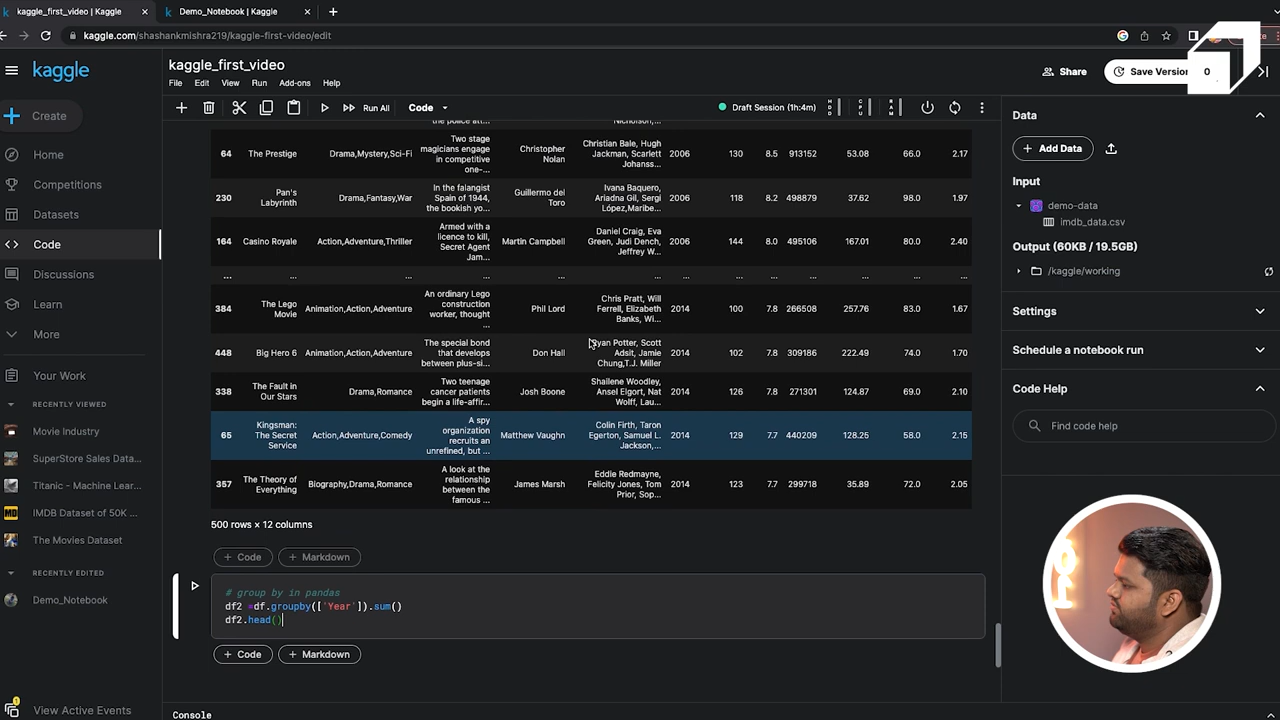 kaggle_first_video | Kaggle
Demo_Notebook | Kaggle
kaggle.com/shashankmishra219/kaggle-first-video/edit
kaggle
kaggle_first_video
File Edit View Run Add-ons Help
Share
Save Version
0
Run All
Code
Draft Session (1h:4m)
H D D
C P U
R A M
Create
Home
Competitions
Datasets
Code
Discussions
Learn
More
Your Work
RECENTLY VIEWED
Movie Industry
SuperStore Sales Data...
Titanic - Machine Lear...
IMDB Dataset of 50K ...
The Movies Dataset
RECENTLY EDITED
Demo_Notebook
View Active Events
the police att... Nicholson,...
64 The Prestige Drama,Mystery,Sci-Fi Two stage magicians engage in competitive one-... Christopher Nolan Christian Bale, Hugh Jackman, Scarlett Johanss... 2006 130 8.5 913152 53.08 66.0 2.17
230 Pan's Labyrinth Drama,Fantasy,War In the falangist Spain of 1944, the bookish yo... Guillermo del Toro Ivana Baquero, Ariadna Gil, Sergi López,Maribe... 2006 118 8.2 498879 37.62 98.0 1.97
164 Casino Royale Action,Adventure,Thriller Armed with a licence to kill, Secret Agent Jam... Martin Campbell Daniel Craig, Eva Green, Judi Dench, Jeffrey W... 2006 144 8.0 495106 167.01 80.0 2.40
... ... ... ... ... ... ... ... ... ... ... ... ...
384 The Lego Movie Animation,Action,Adventure An ordinary Lego construction worker, thought ... Phil Lord Chris Pratt, Will Ferrell, Elizabeth Banks, Wi... 2014 100 7.8 266508 257.76 83.0 1.67
448 Big Hero 6 Animation,Action,Adventure The special bond that develops between plus-si... Don Hall Ryan Potter, Scott Adsit, Jamie Chung,T.J. Miller 2014 102 7.8 309186 222.49 74.0 1.70
338 The Fault in Our Stars Drama,Romance Two teenage cancer patients begin a life-affir... Josh Boone Shailene Woodley, Ansel Elgort, Nat Wolff, Lau... 2014 126 7.8 271301 124.87 69.0 2.10
65 Kingsman: The Secret Service Action,Adventure,Comedy A spy organization recruits an unrefined, but ... Matthew Vaughn Colin Firth, Taron Egerton, Samuel L. Jackson,... 2014 129 7.7 440209 128.25 58.0 2.15
357 The Theory of Everything Biography,Drama,Romance A look at the relationship between the famous ... James Marsh Eddie Redmayne, Felicity Jones, Tom Prior, Sop... 2014 123 7.7 299718 35.89 72.0 2.05
500 rows × 12 columns
+ Code + Markdown
# group by in pandas
df2 =df.groupby(['Year']).sum()
df2.head()
+ Code + Markdown
Console
Data
+ Add Data
Input
demo-data
imdb_data.csv
Output (60KB / 19.5GB)
/kaggle/working
Settings
Schedule a notebook run
Code Help
Find code help